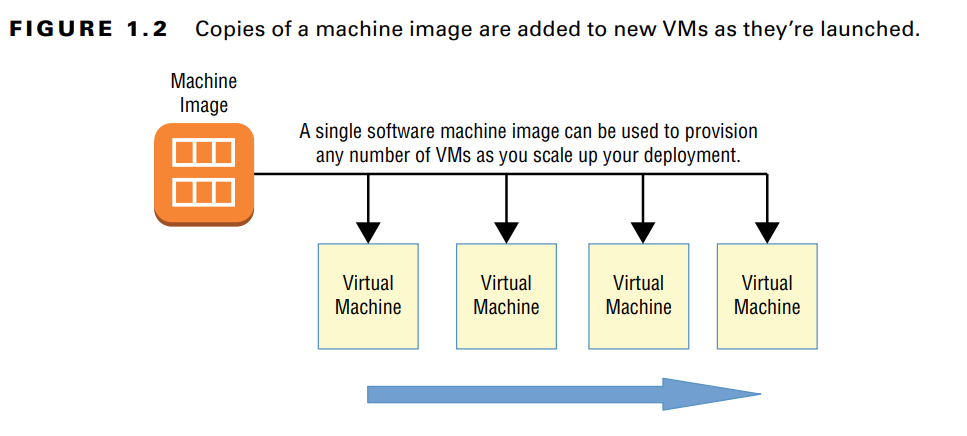 FIGURE 1.2 Copies of a machine image are added to new VMs as they’re launched.
Machine
Image
A single software machine image can be used to provision
any number of VMs as you scale up your deployment.
Virtual
Machine
Virtual
Machine
Virtual
Machine
Virtual
Machine